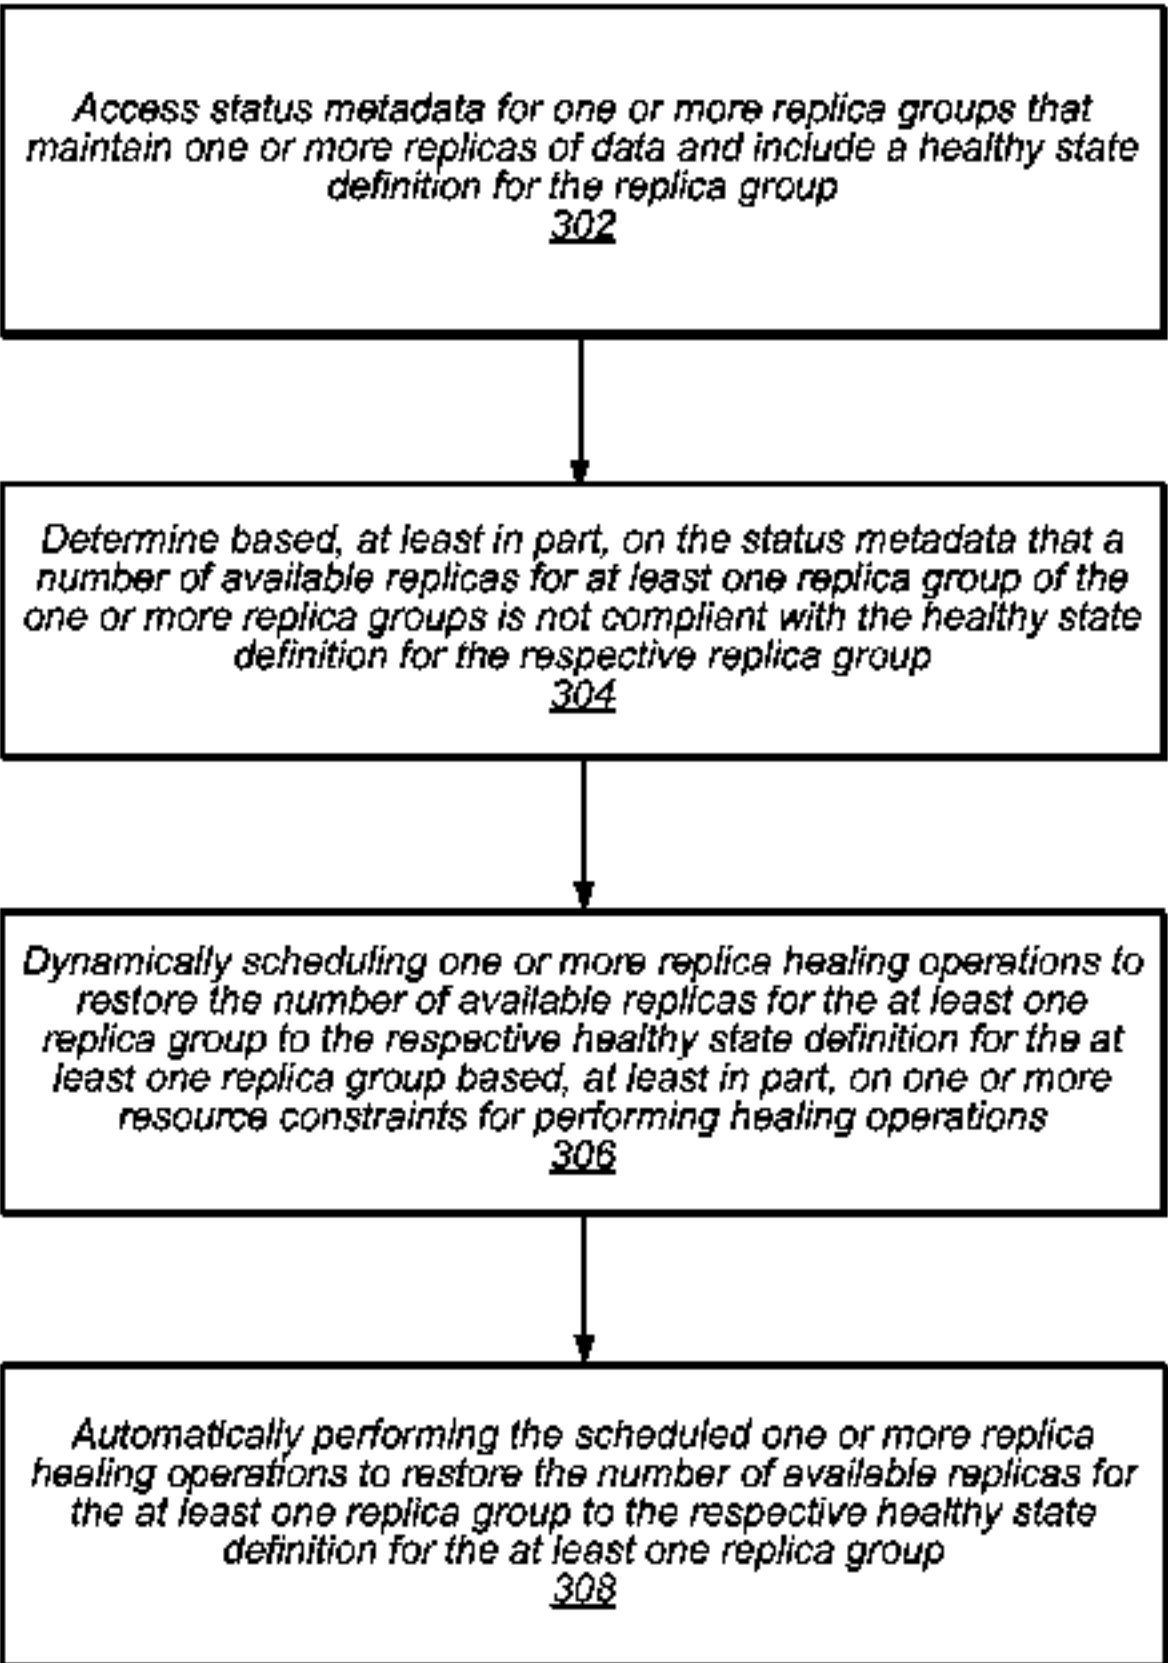 Access status metadata for one or more replica groups that
maintain one or more replicas of data and include a healthy state
definition for the replica group
302
Determine based, at least in part, on the status metadata that a
number of available replicas for at least one replica group of the
one or more replica groups is not compliant with the healthy state
definition for the respective replica group
304
Dynamically scheduling one or more replica healing operations to
restore the number of available replicas for the at least one
replica group to the respective healthy state definition for the at
least one replica group based, at least in part, on one or more
resource constraints for performing healing operations
306
Automatically performing the scheduled one or more replica
healing operations to restore the number of available replicas for
the at least one replica group to the respective healthy state
definition for the at least one replica group
308